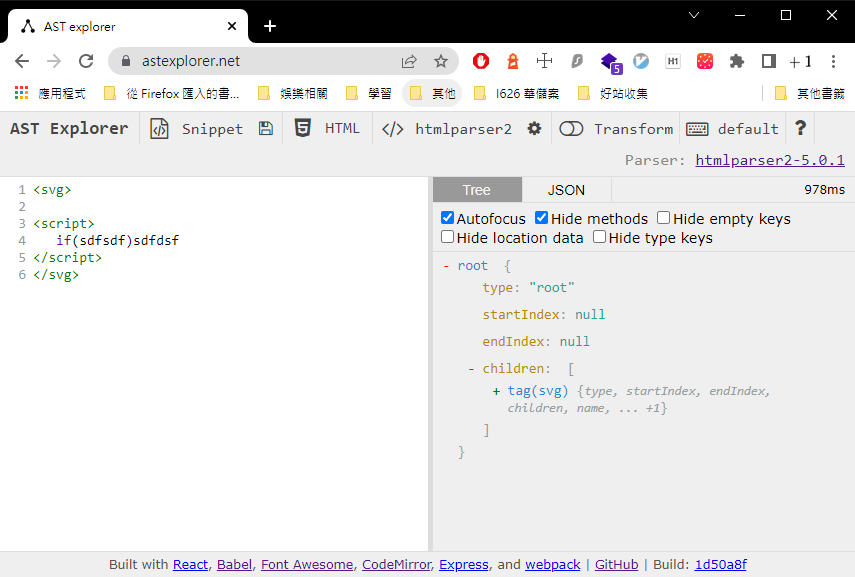 AST explorer
astexplorer.net
5
H1
+ 1
應用程式
從 Firefox 匯入的書...
娛樂相關
學習
其他
I626 華儲案
好站收集
其他書籤
AST Explorer
Snippet
HTML
</> htmlparser2
Transform
default
?
Parser: htmlparser2-5.0.1
1 <svg>
2
3 <script>
4 if(sdfsdf)sdfdsf
5 </script>
6 </svg>
Tree
JSON
978ms
Autofocus Hide methods Hide empty keys
Hide location data Hide type keys
- root {
type: "root"
startIndex: null
endIndex: null
- children: [
+ tag(svg) {type, startIndex, endIndex,
children, name, ... +1}
]
}
Built with React, Babel, Font Awesome, CodeMirror, Express, and webpack | GitHub | Build: 1d50a8f